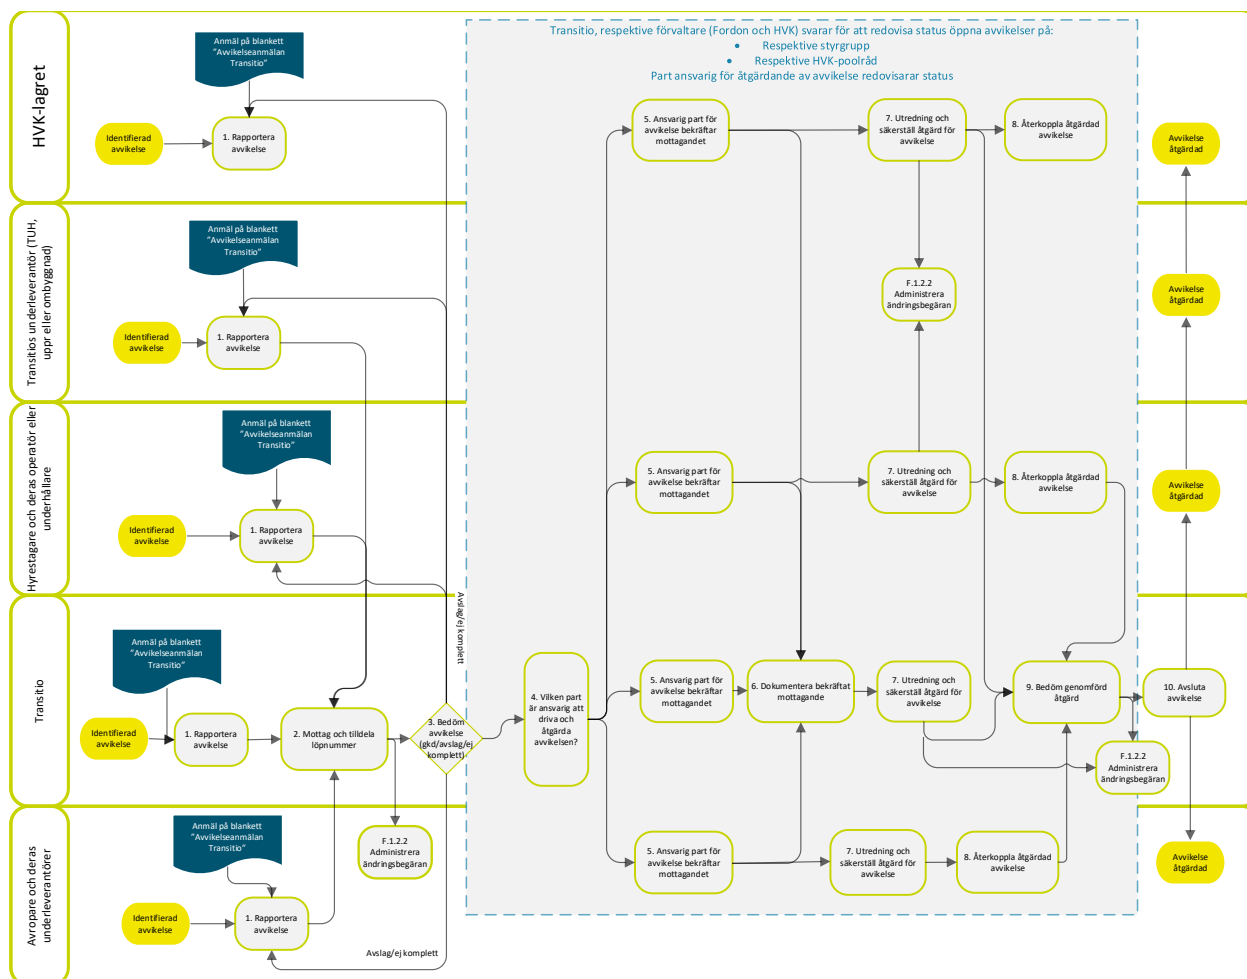 HVK-lagret
Anmäl på blankett
”Avvikelseanmälan
Transitio”
Identifierad
avvikelse
1. Rapportera
avvikelse
Transitio, respektive förvaltare (Fordon och HVK) svarar för att redovisa status öppna avvikelser på:
• Respektive styrgrupp
• Respektive HVK-poolråd
Part ansvarig för åtgärdande av avvikelse redovisarar status
5. Ansvarig part för
avvikelse bekräftar
mottagandet
7. Utredning och
säkerställ åtgärd för
avvikelse
8. Återkoppla åtgärdad
avvikelse
Avvikelse
åtgärdad
Transitios underleverantör (TUH,
uppr eller ombyggnad)
Anmäl på blankett
”Avvikelseanmälan
Transitio”
Identifierad
avvikelse
1. Rapportera
avvikelse
F.1.2.2
Administrera
ändringsbegäran
Avvikelse
åtgärdad
Hyrestagare och deras operatör eller
underhållare
Anmäl på blankett
”Avvikelseanmälan
Transitio”
Identifierad
avvikelse
1. Rapportera
avvikelse
5. Ansvarig part för
avvikelse bekräftar
mottagandet
7. Utredning och
säkerställ åtgärd för
avvikelse
8. Återkoppla åtgärdad
avvikelse
Avvikelse
åtgärdad
Avslag/ej komplett
Transitio
Anmäl på blankett
”Avvikelseanmälan
Transitio”
Identifierad
avvikelse
1. Rapportera
avvikelse
2. Mottag och tilldela
löpnummer
3. Bedöm
avvikelse
(gkd/avslag/ej
komplett)
4. Vilken part
är ansvarig att
driva och
åtgärda
avvikelsen?
5. Ansvarig part för
avvikelse bekräftar
mottagandet
6. Dokumentera bekräftat
mottagande
7. Utredning och
säkerställ åtgärd för
avvikelse
9. Bedöm genomförd
åtgärd
10. Avsluta
avvikelse
F.1.2.2
Administrera
ändringsbegäran
Avropare och deras
underleverantörer
Anmäl på blankett
”Avvikelseanmälan
Transitio”
Identifierad
avvikelse
1. Rapportera
avvikelse
F.1.2.2
Administrera
ändringsbegäran
Avslag/ej komplett
5. Ansvarig part för
avvikelse bekräftar
mottagandet
7. Utredning och
säkerställ åtgärd för
avvikelse
8. Återkoppla åtgärdad
avvikelse
Avvikelse
åtgärdad